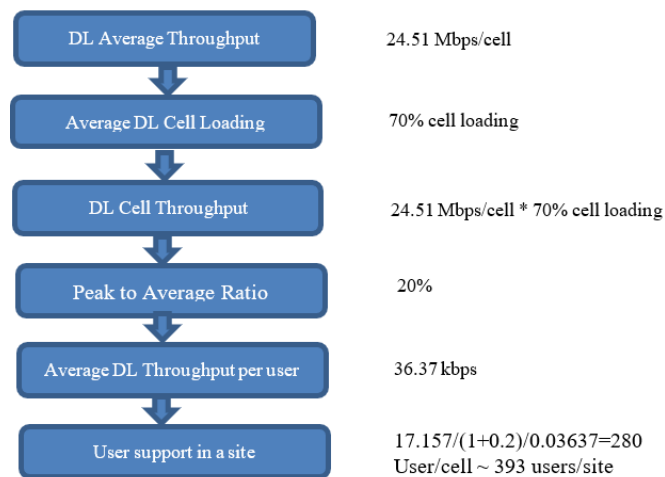 DL Average Throughput
24.51 Mbps/cell
Average DL Cell Loading
70% cell loading
DL Cell Throughput
24.51 Mbps/cell * 70% cell loading
Peak to Average Ratio
20%
Average DL Throughput per user
36.37 kbps
User support in a site
17.157/(1+0.2)/0.03637=280
User/cell ~ 393 users/site